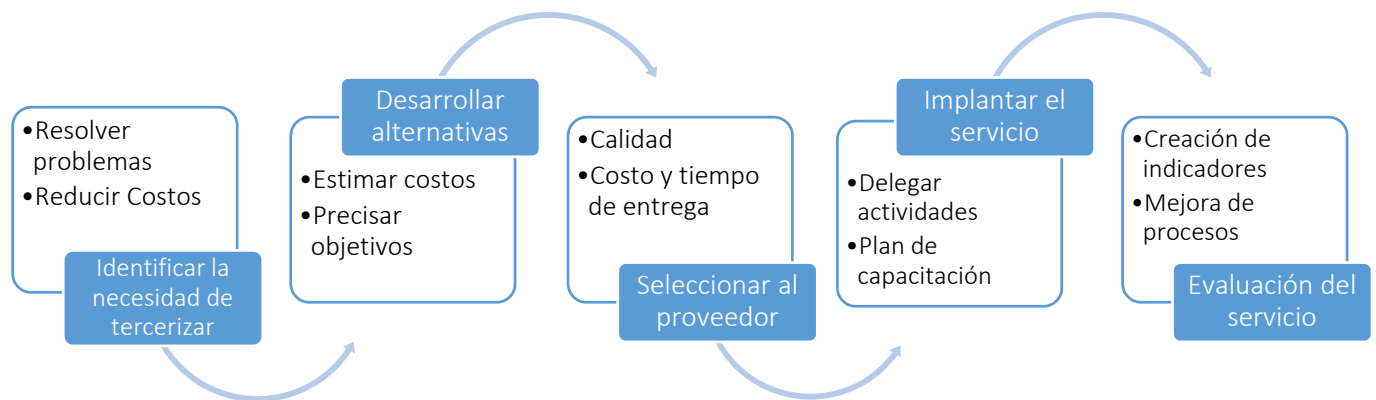 •Resolver
problemas
•Reducir Costos
Identificar la
necesidad de
tercerizar
Desarrollar
alternativas
•Estimar costos
•Precisar
objetivos
•Calidad
•Costo y tiempo
de entrega
Seleccionar al
proveedor
Implantar el
servicio
•Delegar
actividades
•Plan de
capacitación
•Creación de
indicadores
•Mejora de
procesos
Evaluación del
servicio